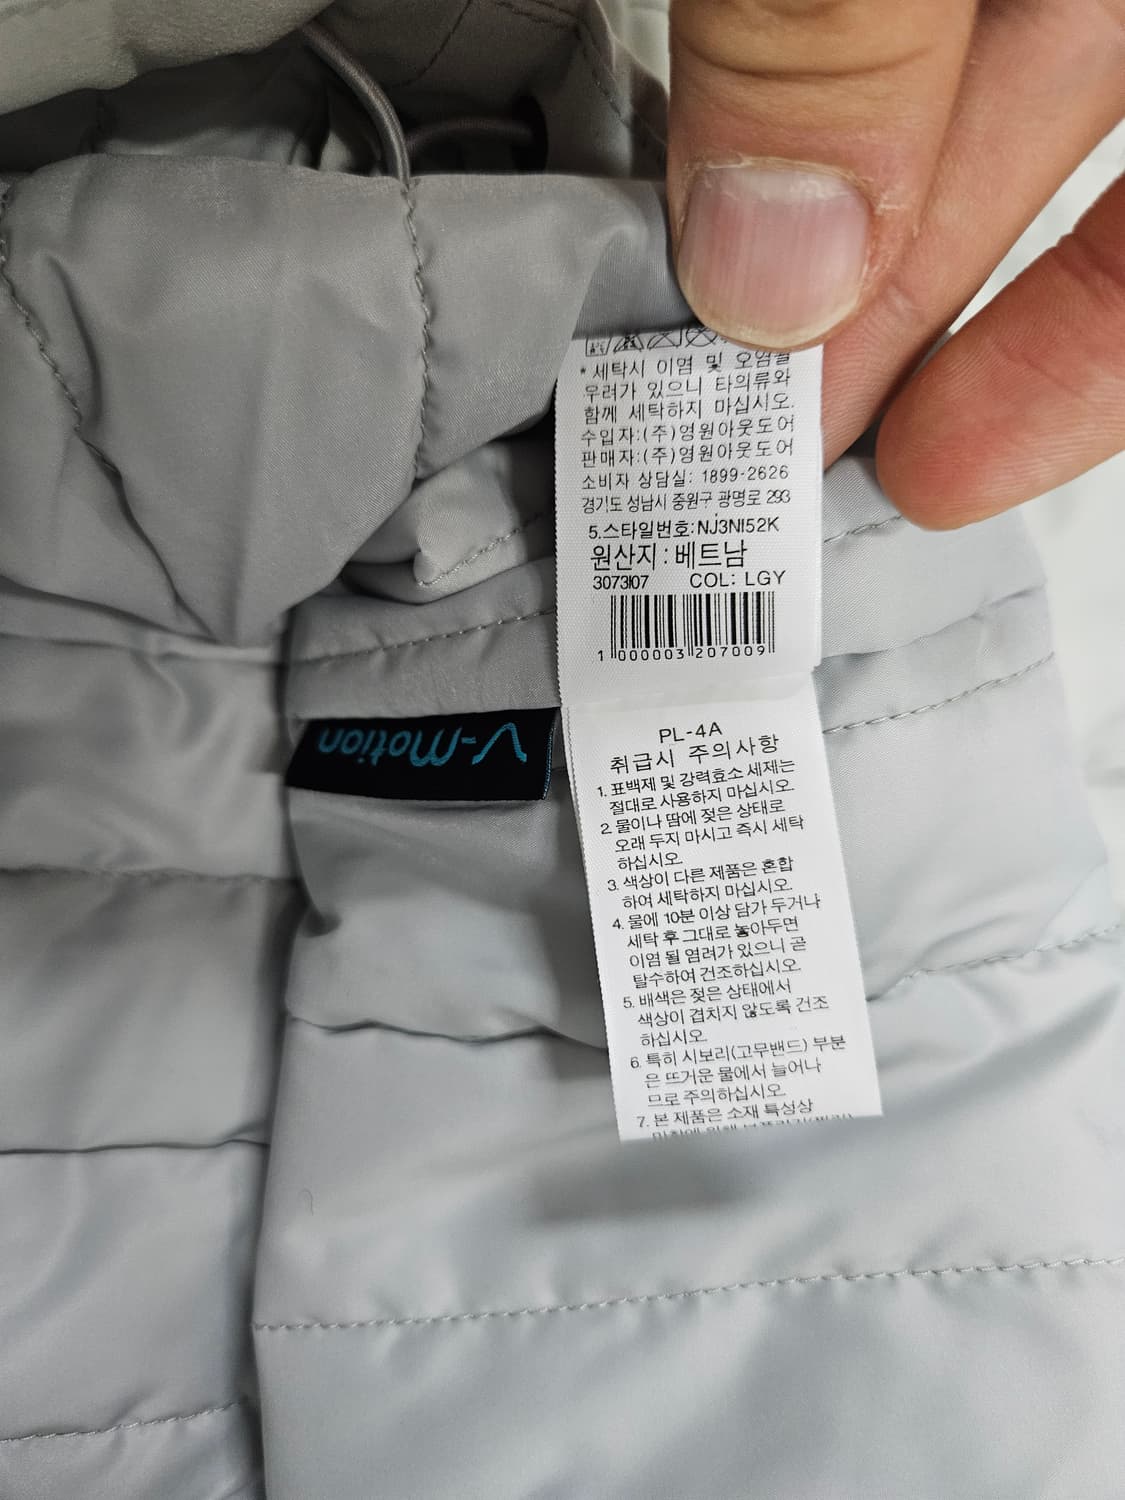 * 세탁시 이염 및 오염될
우려가 있으니 타의류와
함께 세탁하지 마십시오.
수입자:(주)영원아웃도어
판매자:(주)영원아웃도어
소비자 상담실: 1899-2626
경기도 성남시 중원구 광명로 293
5.스타일번호:NJ3NI52K
원산지:베트남
3073107 COL: LGY
1 000003 207009
V-Motion
PL-4A
취급시 주의사항
1. 표백제 및 강력효소 세제는
절대로 사용하지 마십시오.
2. 물이나 땀에 젖은 상태로
오래 두지 마시고 즉시 세탁
하십시오.
3. 색상이 다른 제품은 혼합
하여 세탁하지 마십시오.
4. 물에 10분 이상 담가 두거나
세탁 후 그대로 놓아두면
이염 될 염려가 있으니 곧
탈수하여 건조하십시오.
5. 배색은 젖은 상태에서
색상이 겹치지 않도록 건조
하십시오.
6. 특히 시보리(고무밴드) 부분
은 뜨거운 물에서 늘어나
므로 주의하십시오.
7. 본 제품은 소재 특성상